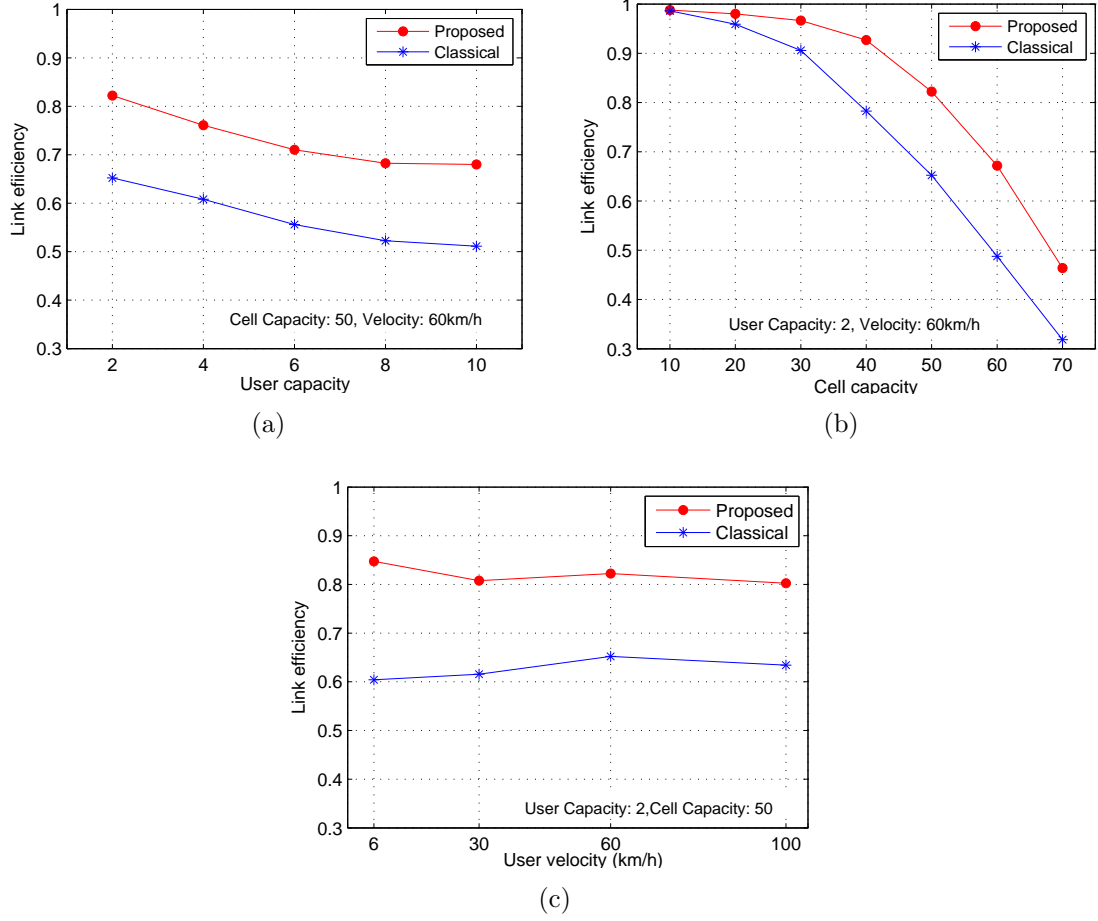 1
0.9
0.8
0.7
0.6
0.5
0.4
0.3
Link efiiciency
Proposed
Classical
Cell Capacity: 50, Velocity: 60km/h
2 4 6 8 10
User capacity
(a)
1
0.9
0.8
0.7
0.6
0.5
0.4
0.3
Link efficiency
Proposed
Classical
User Capacity: 2, Velocity: 60km/h
10 20 30 40 50 60 70
Cell capacity
(b)
1
0.9
0.8
0.7
0.6
0.5
0.4
0.3
Link efficiency
Proposed
Classical
User Capacity: 2,Cell Capacity: 50
6 30 60 100
User velocity (km/h)
(c)